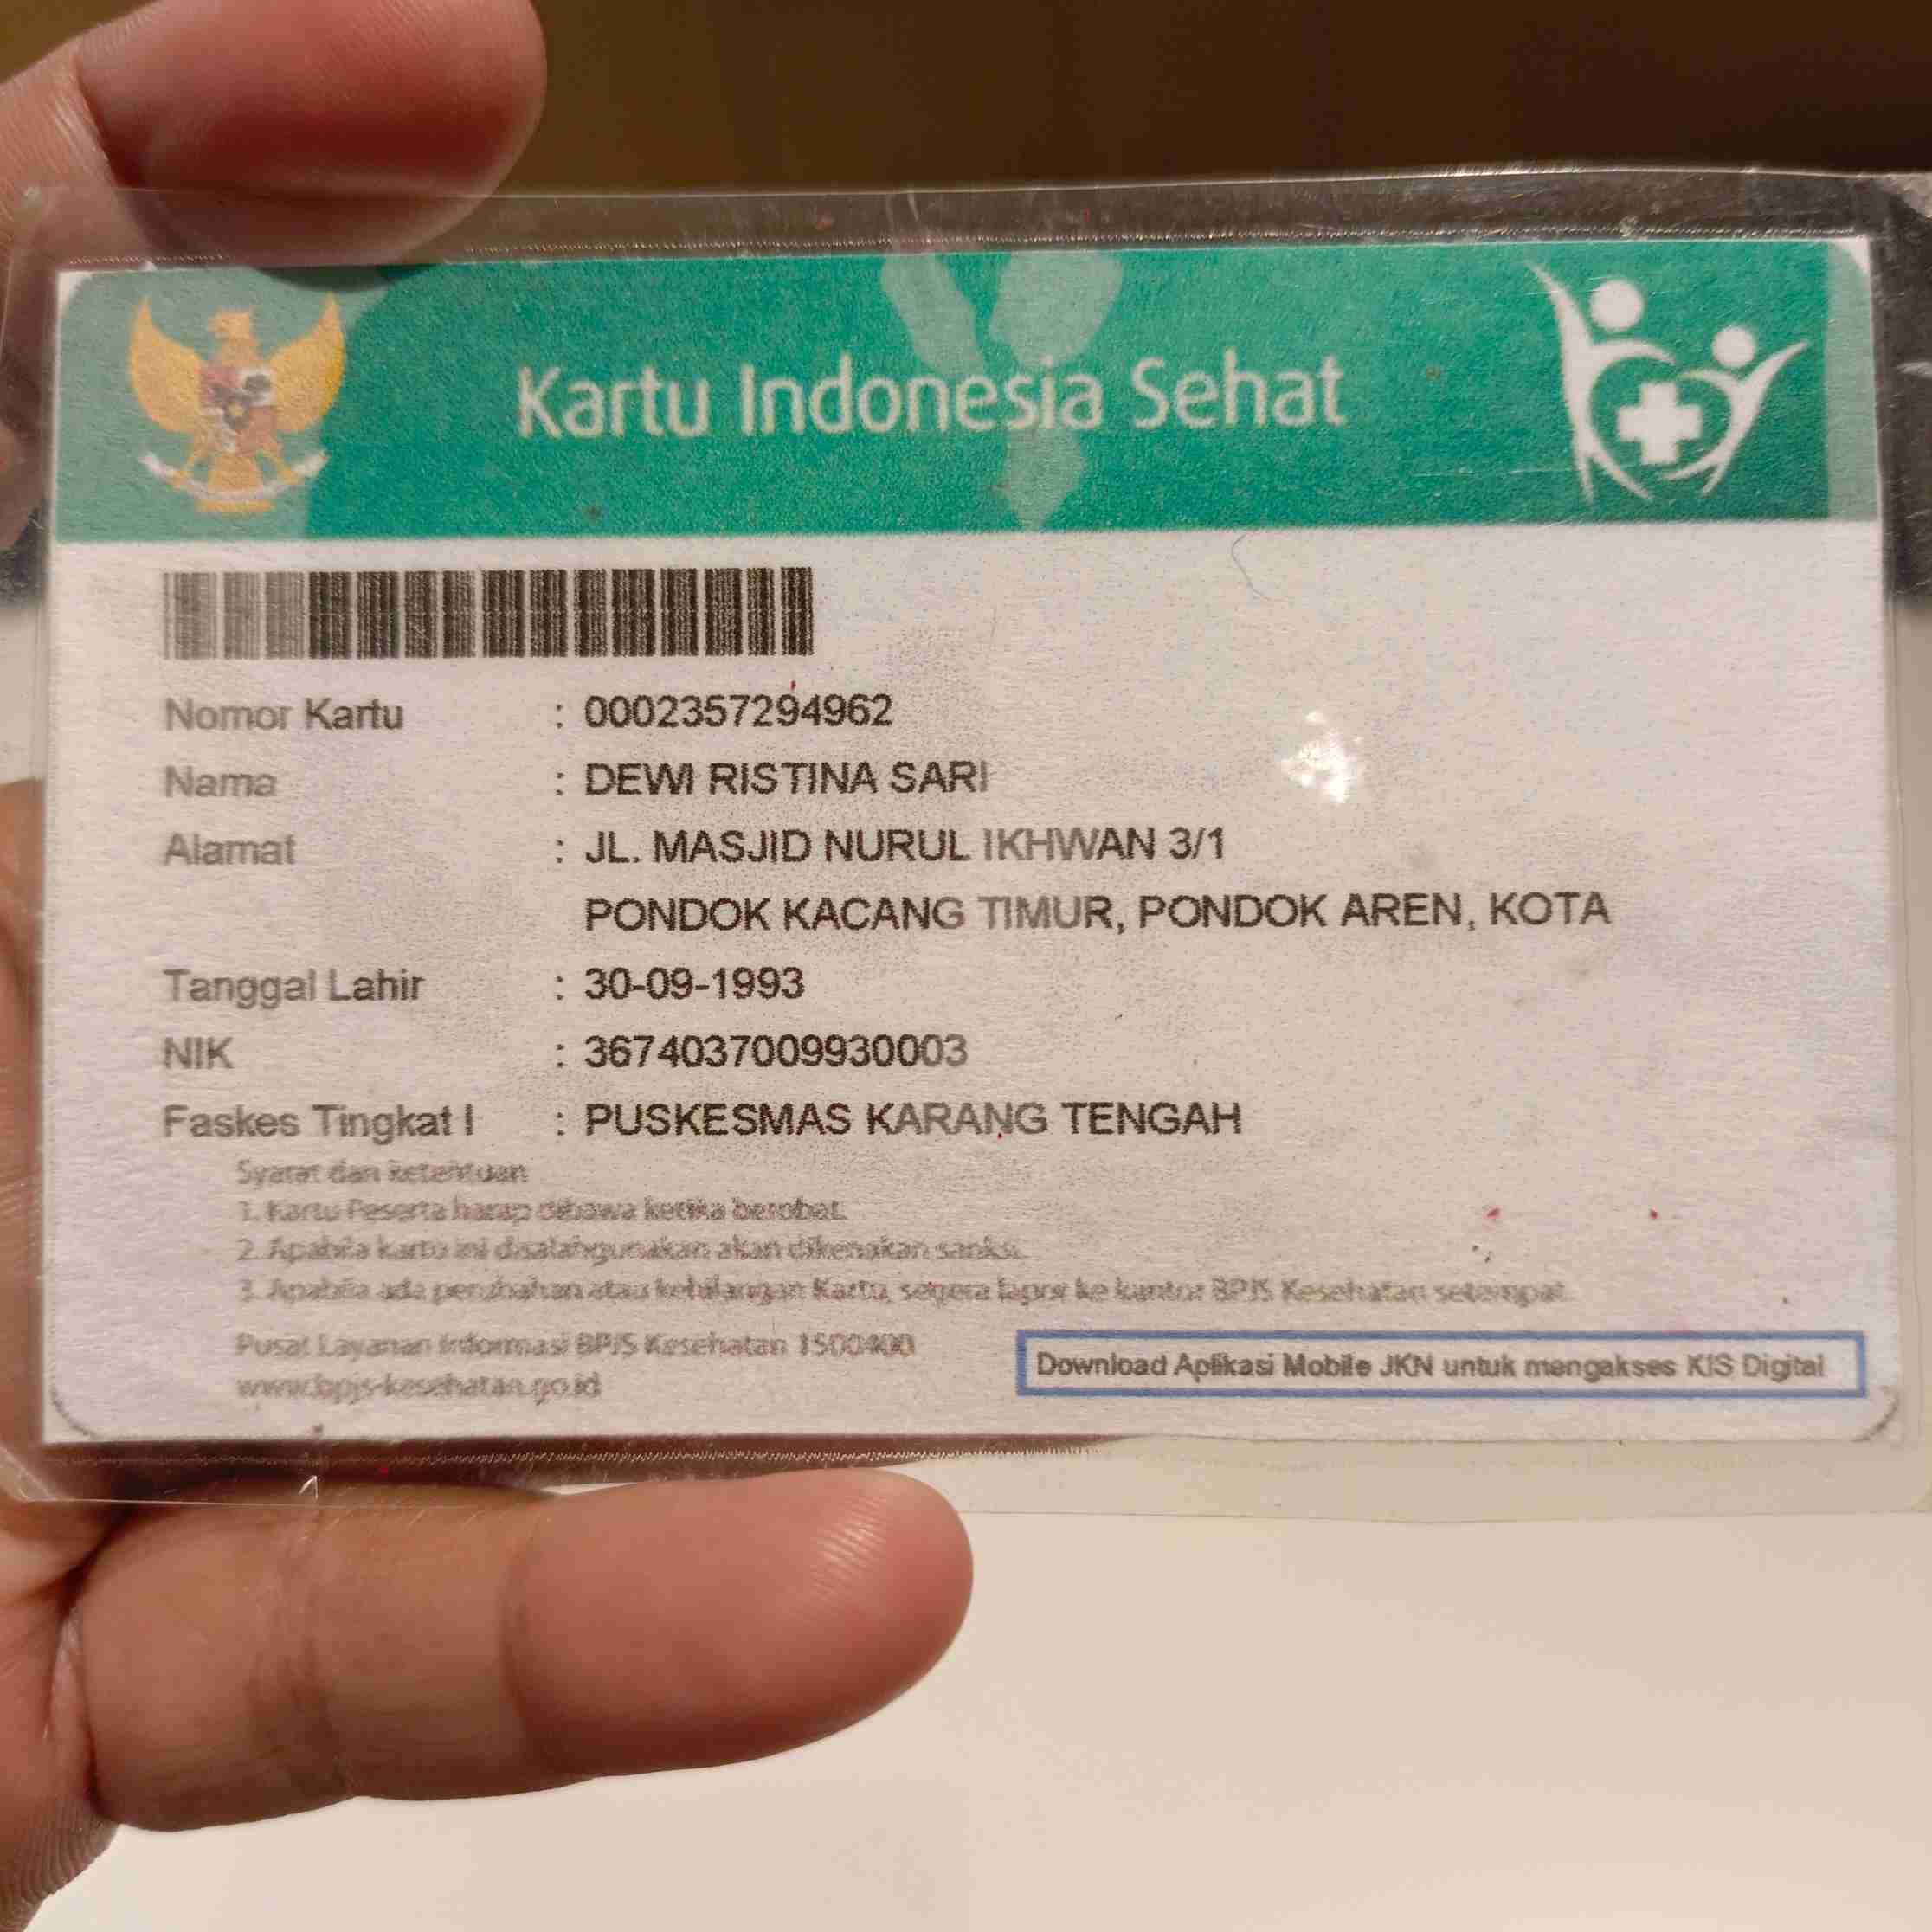 Kartu Indonesia Sehat
Nomor Kartu : 0002357294962
Nama : DEWI RISTINA SARI
Alamat : JL. MASJID NURUL IKHWAN 3/1
PONDOK KACANG TIMUR, PONDOK AREN, KOTA
Tanggal Lahir : 30-09-1993
NIK : 3674037009930003
Faskes Tingkat I : PUSKESMAS KARANG TENGAH
Syarat dan ketentuan
1. Kartu Peserta harap dibawa ketika berobat.
2. Apabila kartu ini disalahgunakan akan dikenakan sanksi.
3. Apabila ada perubahan atau kehilangan Kartu, segera lapor ke kantor BPJS Kesehatan setempat.
Pusat Layanan Informasi BPJS Kesehatan 1500400
www.bpjs-kesehatan.go.id
Download Aplikasi Mobile JKN untuk mengakses KIS Digital